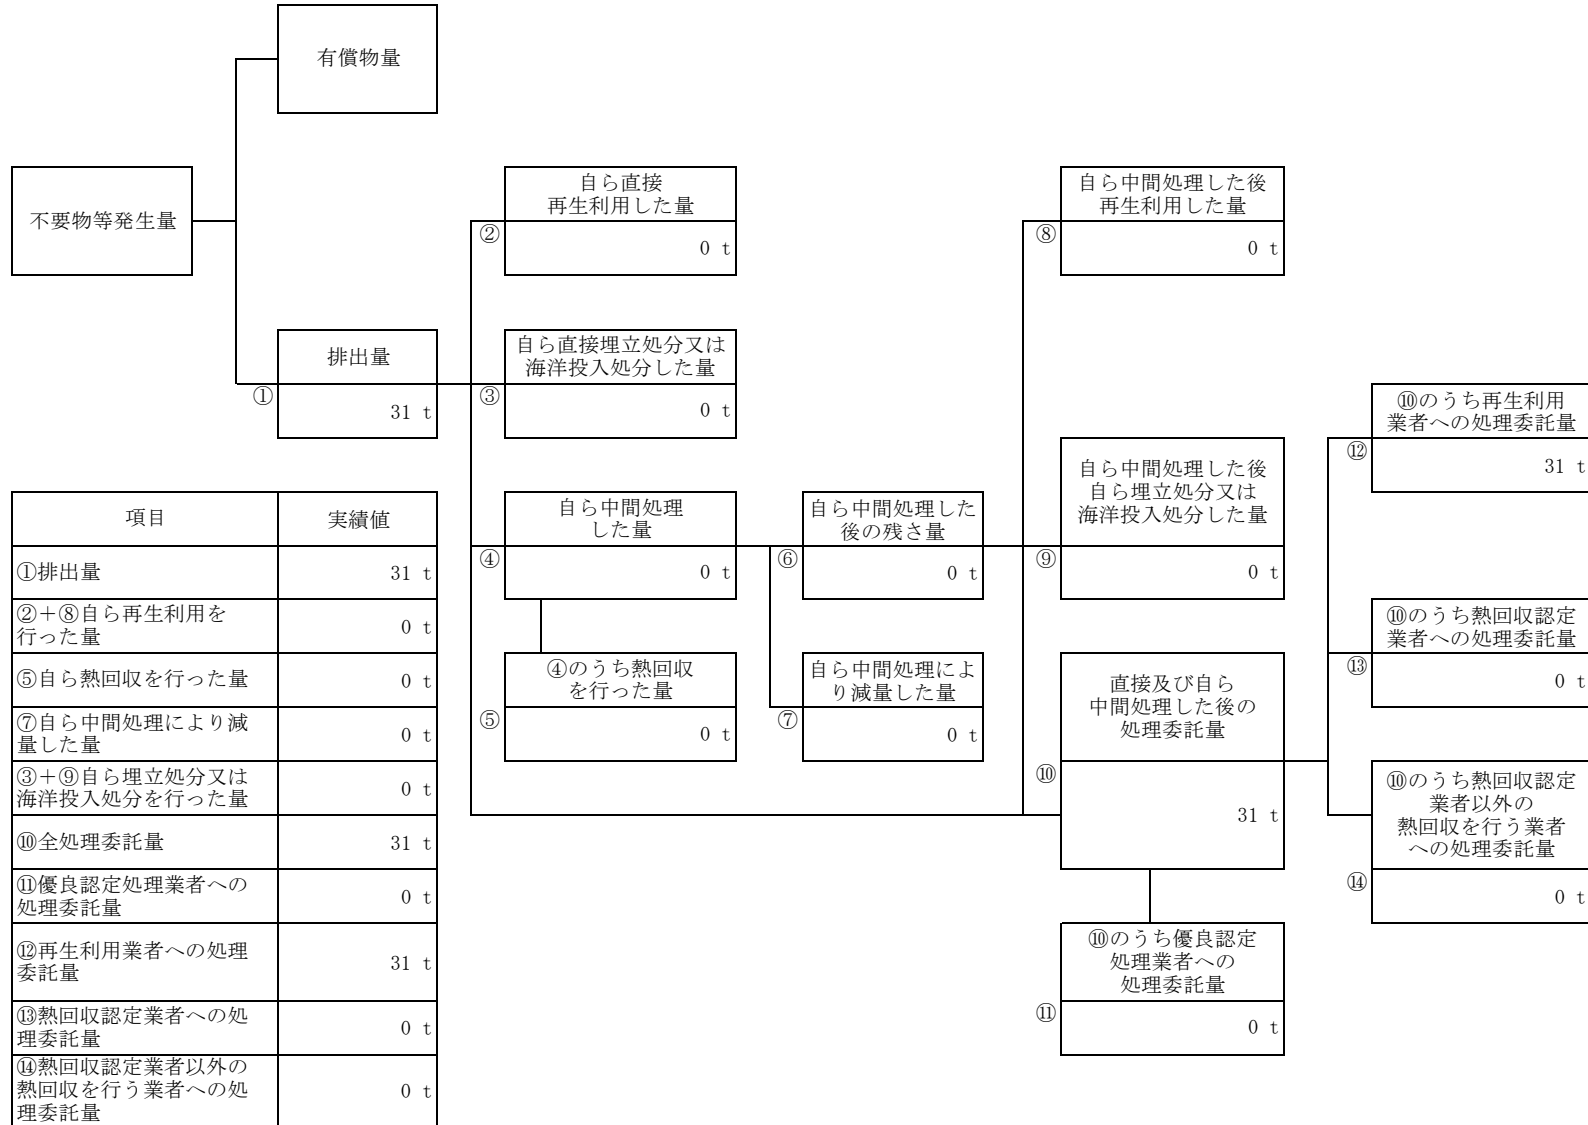 有償物量
不要物等発生量
自ら直接
再生利用した量
②
0 t
自ら中間処理した後
再生利用した量
⑧
0 t
排出量
①
31 t
自ら直接埋立処分又は
海洋投入処分した量
③
0 t
⑩のうち再生利用
業者への処理委託量
⑫
31 t
自ら中間処理
した量
④
0 t
自ら中間処理した
後の残さ量
⑥
0 t
自ら中間処理した後
自ら埋立処分又は
海洋投入処分した量
⑨
0 t
⑩のうち熱回収認定
業者への処理委託量
⑬
0 t
④のうち熱回収
を行った量
⑤
0 t
自ら中間処理によ
り減量した量
⑦
0 t
直接及び自ら
中間処理した後の
処理委託量
⑩
31 t
⑩のうち熱回収認定
業者以外の
熱回収を行う業者
への処理委託量
⑭
0 t
⑩のうち優良認定
処理業者への
処理委託量
⑪
0 t
項目 実績値
①排出量 31 t
②+⑧自ら再生利用を
行った量 0 t
⑤自ら熱回収を行った量 0 t
⑦自ら中間処理により減
量した量 0 t
③+⑨自ら埋立処分又は
海洋投入処分を行った量 0 t
⑩全処理委託量 31 t
⑪優良認定処理業者への
処理委託量 0 t
⑫再生利用業者への処理
委託量 31 t
⑬熱回収認定業者への処
理委託量 0 t
⑭熱回収認定業者以外の
熱回収を行う業者への処
理委託量 0 t